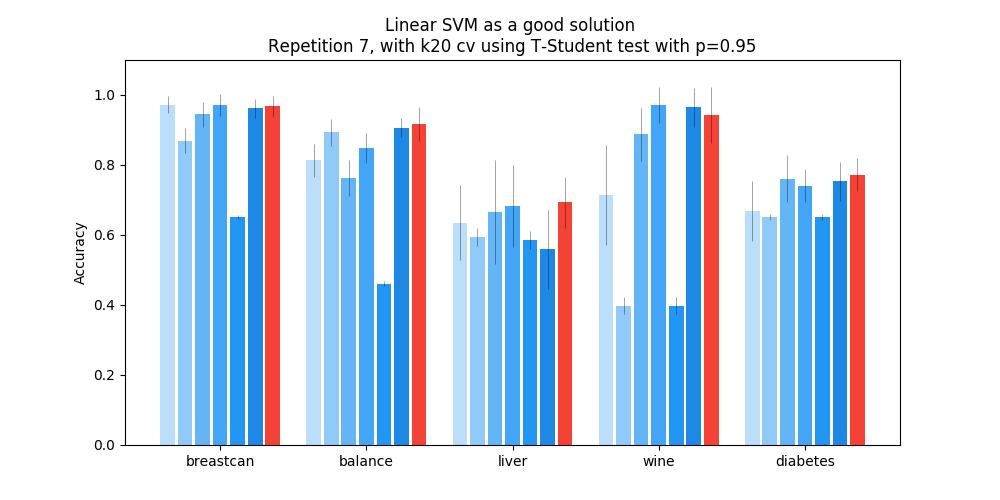 Linear SVM as a good solution
Repetition 7, with k20 cv using T-Student test with p=0.95
Accuracy
1.0
0.8
0.6
0.4
0.2
0.0
breastcan balance liver wine diabetes